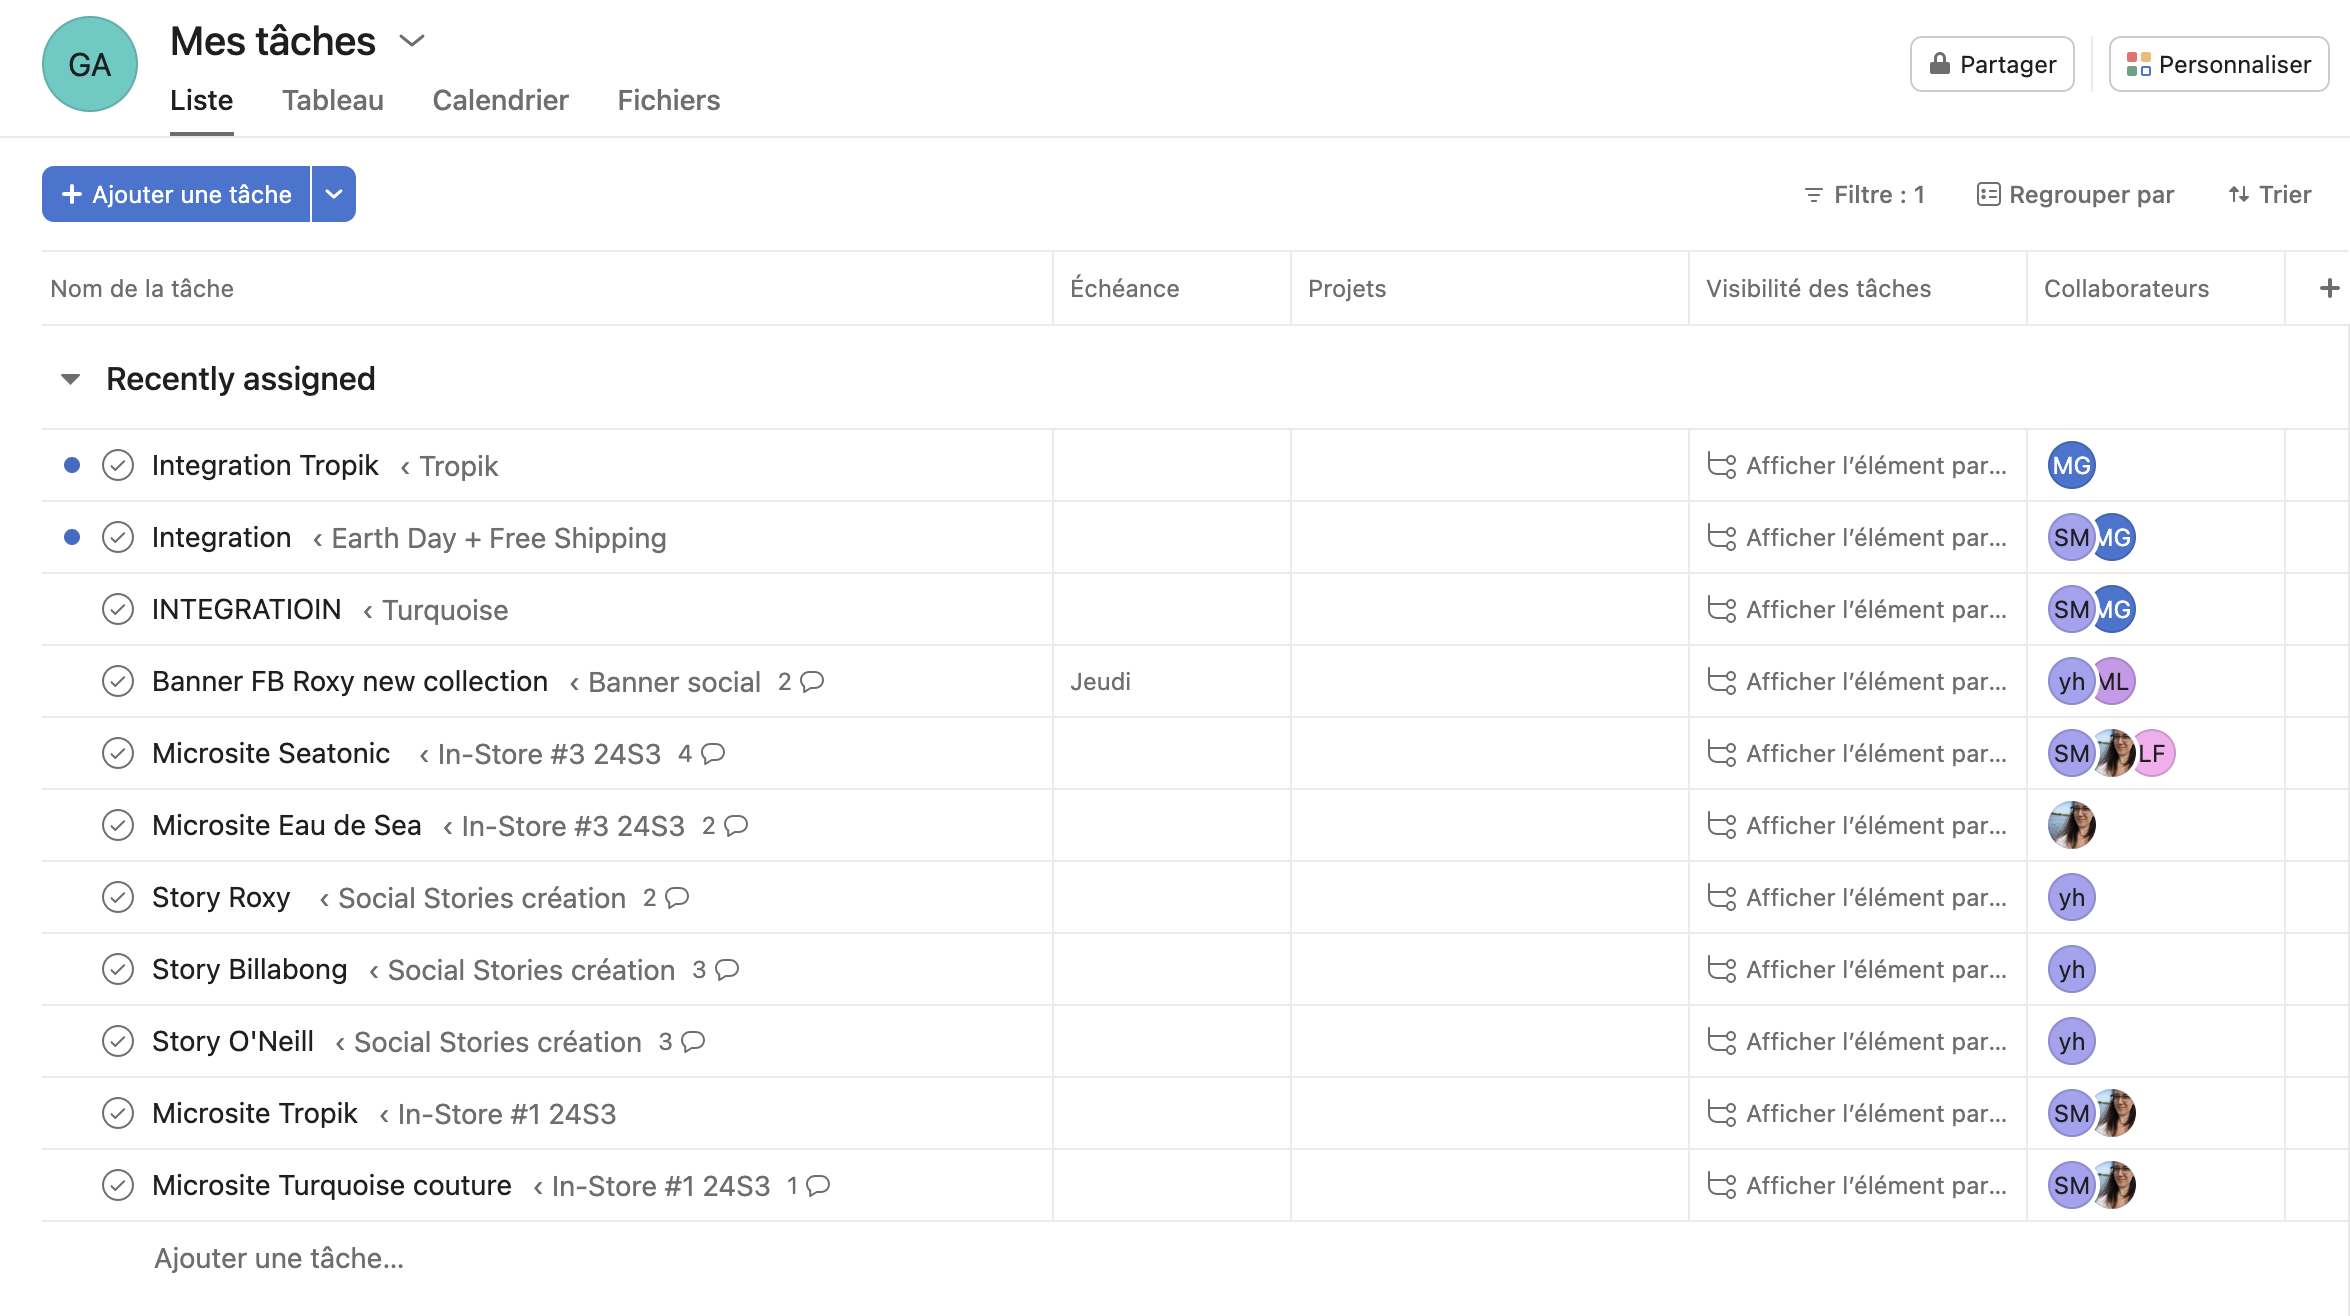 GA
Mes tâches
Liste Tableau Calendrier Fichiers
Partager
Personnaliser
Ajouter une tâche
Filtre : 1
Regrouper par
Trier
Nom de la tâche Échéance Projets Visibilité des tâches Collaborateurs
Recently assigned
Integration Tropik ‹ Tropik Afficher l’élément par... MG
Integration ‹ Earth Day + Free Shipping Afficher l’élément par... SM MG
INTEGRATIOIN ‹ Turquoise Afficher l’élément par... SM MG
Banner FB Roxy new collection ‹ Banner social 2 Jeudi Afficher l’élément par... yh ML
Microsite Seatonic ‹ In-Store #3 24S3 4 Afficher l’élément par... SM LF
Microsite Eau de Sea ‹ In-Store #3 24S3 2 Afficher l’élément par...
Story Roxy ‹ Social Stories création 2 Afficher l’élément par... yh
Story Billabong ‹ Social Stories création 3 Afficher l’élément par... yh
Story O'Neill ‹ Social Stories création 3 Afficher l’élément par... yh
Microsite Tropik ‹ In-Store #1 24S3 Afficher l’élément par... SM
Microsite Turquoise couture ‹ In-Store #1 24S3 1 Afficher l’élément par... SM
Ajouter une tâche...